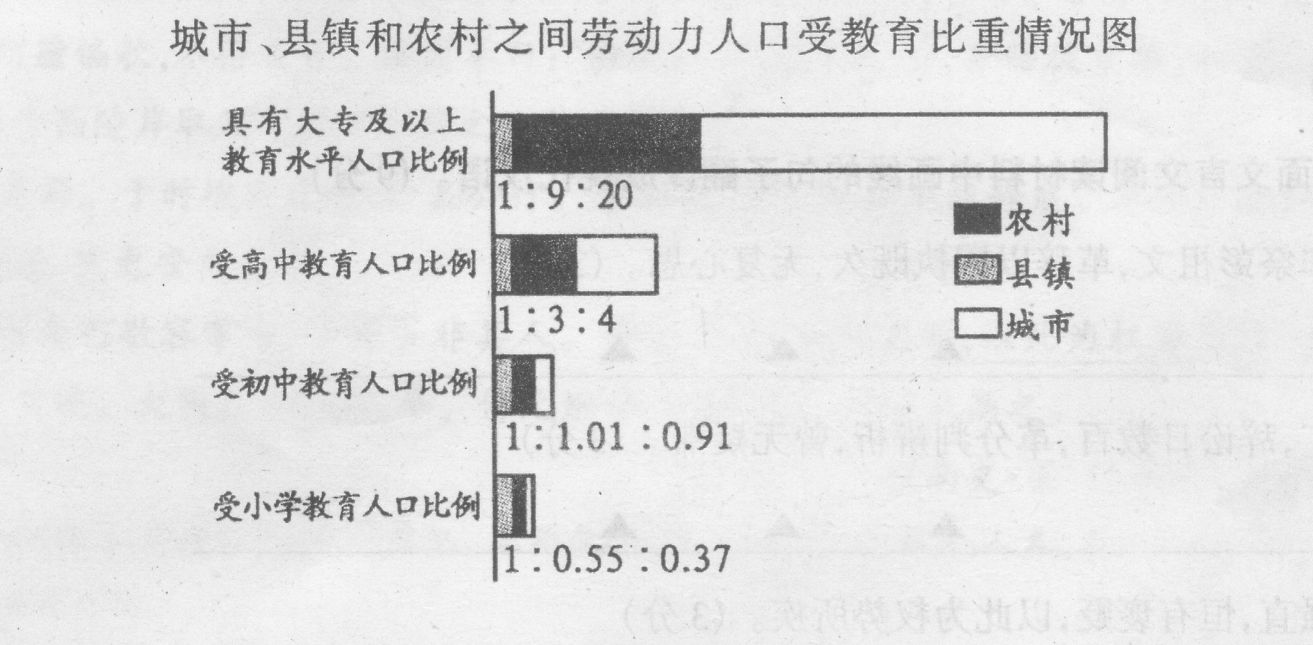 城市、县镇和农村之间劳动力人口受教育比重情况图
具有大专及以上
教育水平人口比例
1:9:20
受高中教育人口比例
1:3:4
受初中教育人口比例
1:1.01:0.91
受小学教育人口比例
1:0.55:0.37
农村
县镇
城市